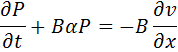 ∂P/∂t + BαP = −B ∂v/∂x